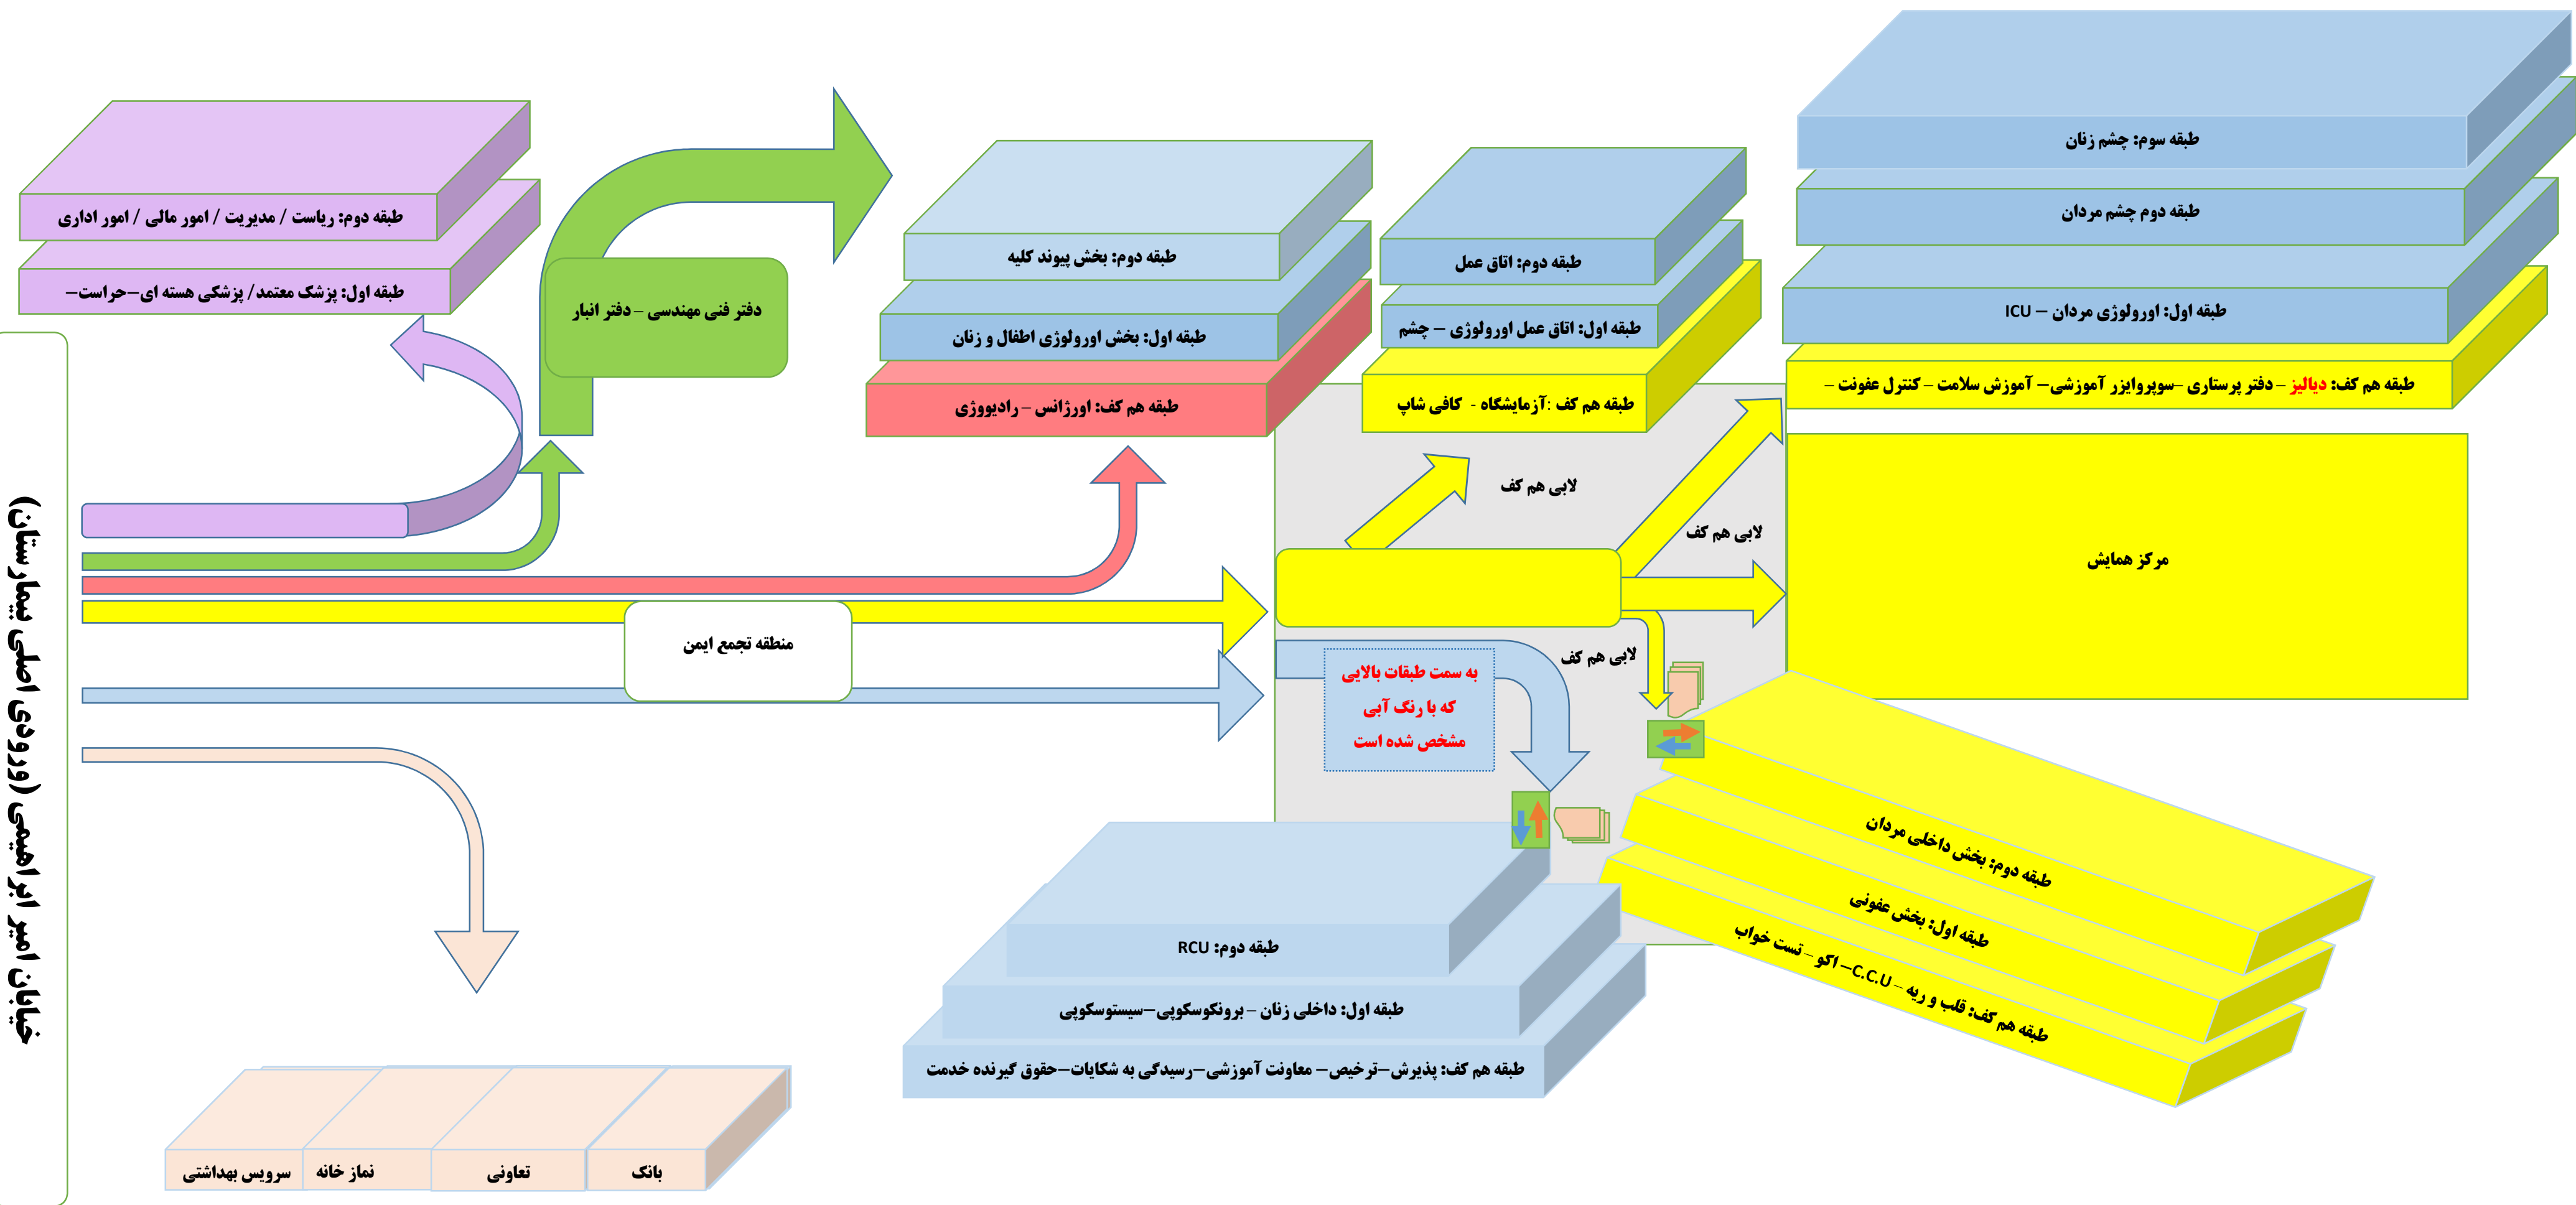 طبقه سوم: چشم زنان
طبقه دوم چشم مردان
طبقه اول: اورولوژی مردان – ICU
طبقه هم کف: دیالیز – دفتر پرستاری –سوپروایزر آموزشی– آموزش سلامت – کنترل عفونت –
طبقه دوم: اتاق عمل
طبقه اول: اتاق عمل اورولوژی – چشم
طبقه هم کف :آزمایشگاه - کافی شاپ
طبقه دوم: بخش پیوند کلیه
طبقه اول: بخش اورولوژی اطفال و زنان
طبقه هم کف: اورژانس – رادیووژی
دفتر فنی مهندسی – دفتر انبار
طبقه دوم: ریاست / مدیریت / امور مالی / امور اداری
طبقه اول: پزشک معتمد/ پزشکی هسته ای–حراست–
لابی هم کف
لابی هم کف
مرکز همایش
لابی هم کف
منطقه تجمع ایمن
به سمت طبقات بالایی
که با رنگ آبی
مشخص شده است
خیابان امیر ابراهیمی (ورودی اصلی بیمارستان)
طبقه دوم: بخش داخلی مردان
طبقه اول: بخش عفونی
طبقه هم کف: قلب و ریه – C.C.U– اکو – تست خواب
طبقه دوم: RCU
طبقه اول: داخلی زنان – برونکوسکوپی–سیستوسکوپی
طبقه هم کف: پذیرش–ترخیص– معاونت آموزشی–رسیدگی به شکایات–حقوق گیرنده خدمت
بانک
تعاونی
نماز خانه
سرویس بهداشتی